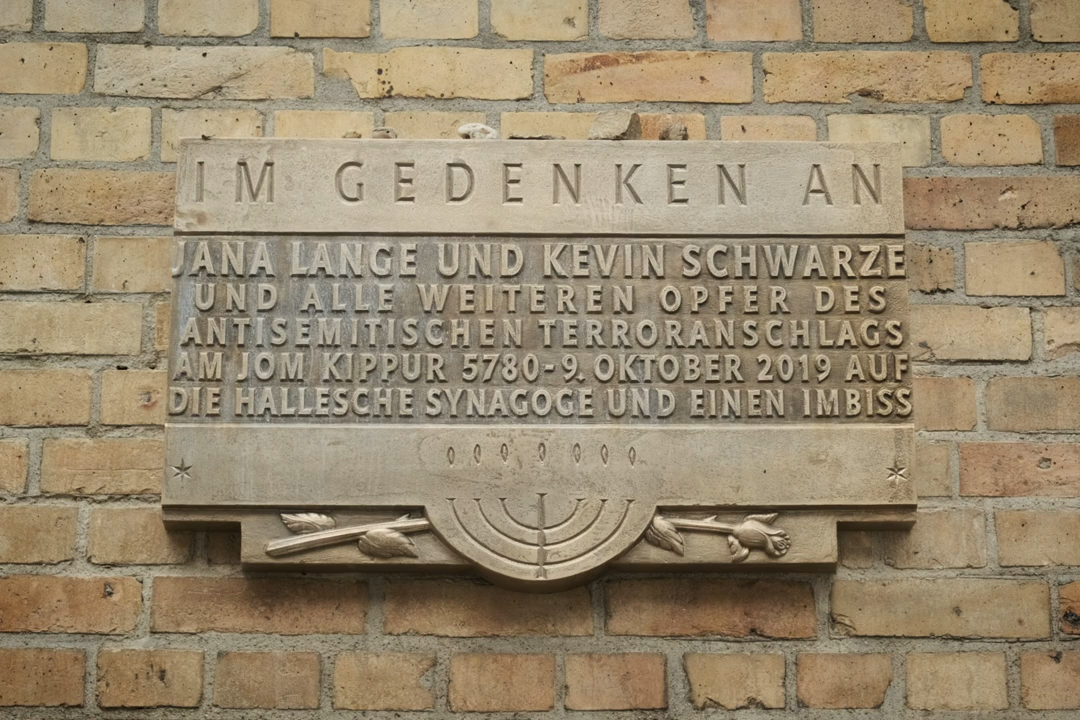 IM GEDENKEN AN
JANA LANGE UND KEVIN SCHWARZE
UND ALLE WEITEREN OPFER DES
ANTISEMITISCHEN TERRORANSCHLAGS
AM JOM KIPPUR 5780-9. OKTOBER 2019 AUF
DIE HALLESCHE SYNAGOGE UND EINEN IMBISS